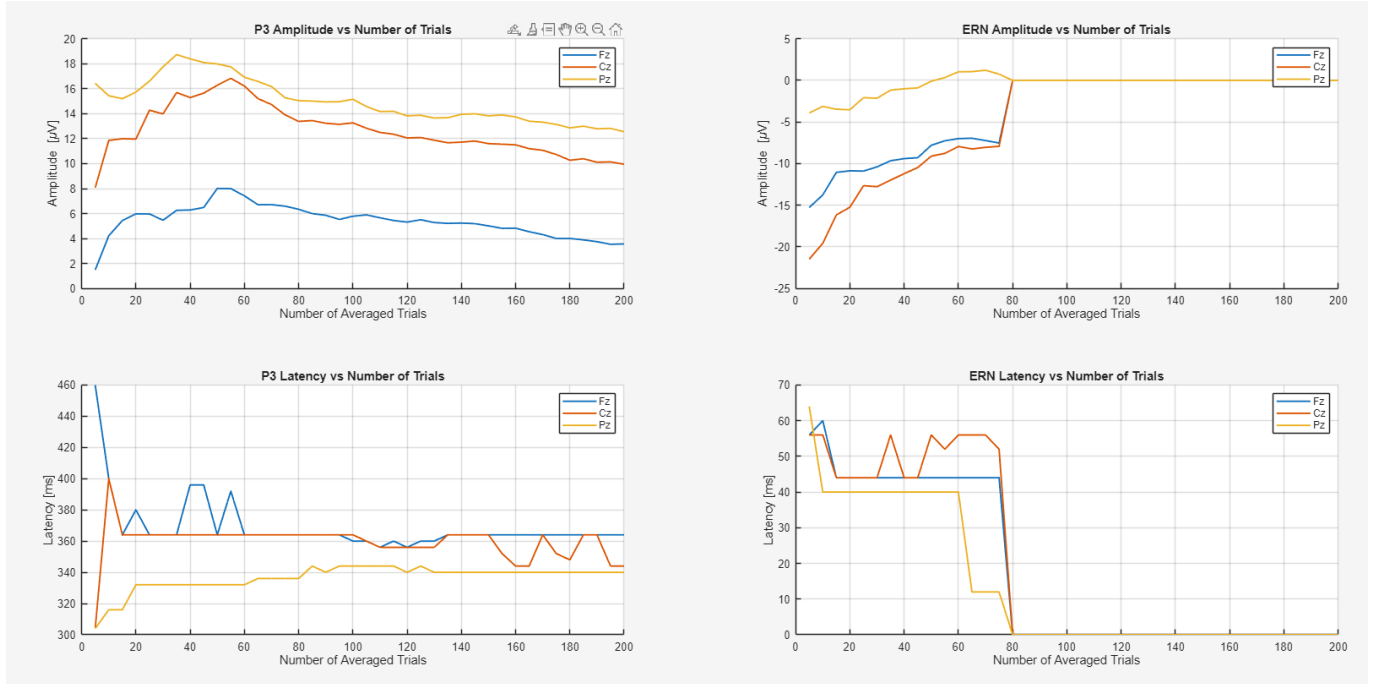 P3 Amplitude vs Number of Trials
20
18
16
14
12
10
8
6
4
2
0
Amplitude [µV]
0 20 40 60 80 100 120 140 160 180 200
Number of Averaged Trials
Fz
Cz
Pz
ERN Amplitude vs Number of Trials
5
0
-5
-10
-15
-20
-25
Amplitude [µV]
0 20 40 60 80 100 120 140 160 180 200
Number of Averaged Trials
Fz
Cz
Pz
P3 Latency vs Number of Trials
460
440
420
400
380
360
340
320
300
Latency [ms]
0 20 40 60 80 100 120 140 160 180 200
Number of Averaged Trials
Fz
Cz
Pz
ERN Latency vs Number of Trials
70
60
50
40
30
20
10
0
Latency [ms]
0 20 40 60 80 100 120 140 160 180 200
Number of Averaged Trials
Fz
Cz
Pz